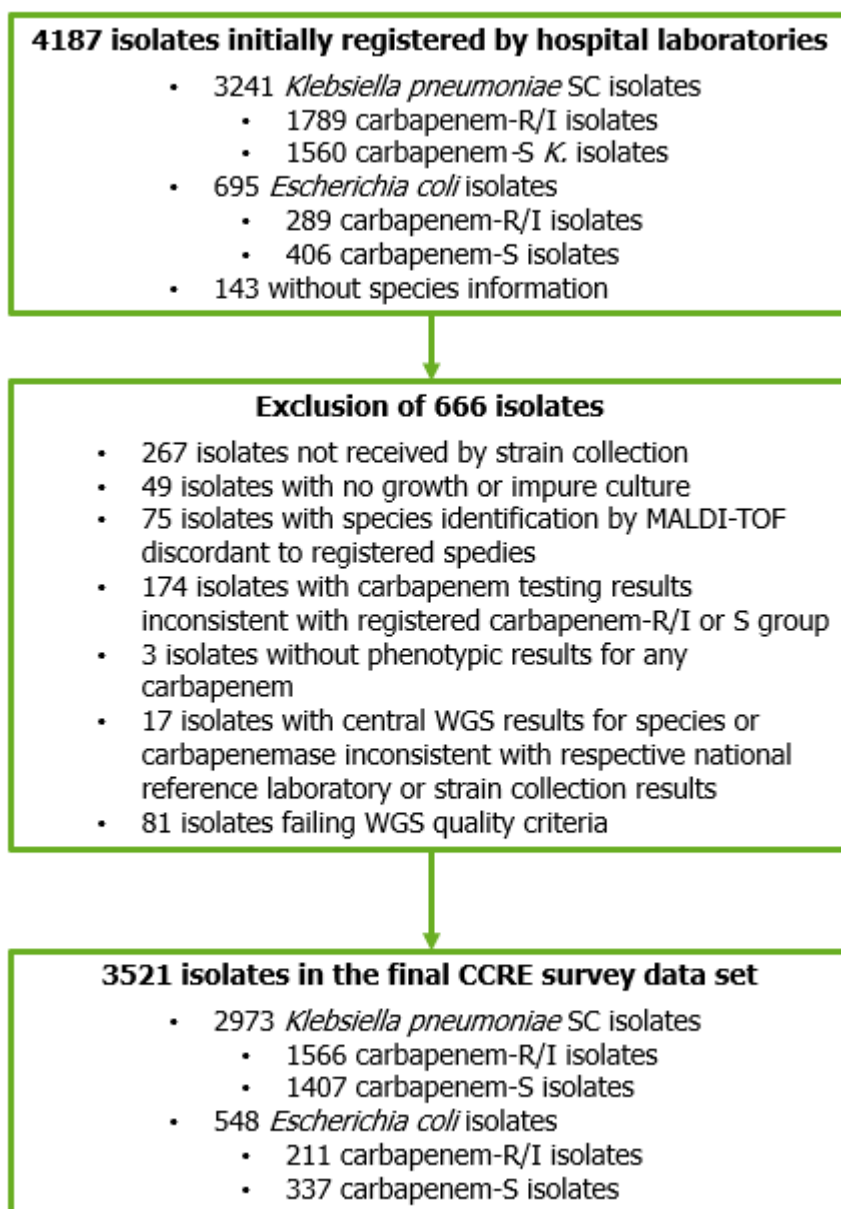 4187 isolates initially registered by hospital laboratories
• 3241 Klebsiella pneumoniae SC isolates
• 1789 carbapenem-R/I isolates
• 1560 carbapenem-S K. isolates
• 695 Escherichia coli isolates
• 289 carbapenem-R/I isolates
• 406 carbapenem-S isolates
• 143 without species information
Exclusion of 666 isolates
• 267 isolates not received by strain collection
• 49 isolates with no growth or impure culture
• 75 isolates with species identification by MALDI-TOF
discordant to registered spedies
• 174 isolates with carbapenem testing results
inconsistent with registered carbapenem-R/I or S group
• 3 isolates without phenotypic results for any
carbapenem
• 17 isolates with central WGS results for species or
carbapenemase inconsistent with respective national
reference laboratory or strain collection results
• 81 isolates failing WGS quality criteria
3521 isolates in the final CCRE survey data set
• 2973 Klebsiella pneumoniae SC isolates
• 1566 carbapenem-R/I isolates
• 1407 carbapenem-S isolates
• 548 Escherichia coli isolates
• 211 carbapenem-R/I isolates
• 337 carbapenem-S isolates